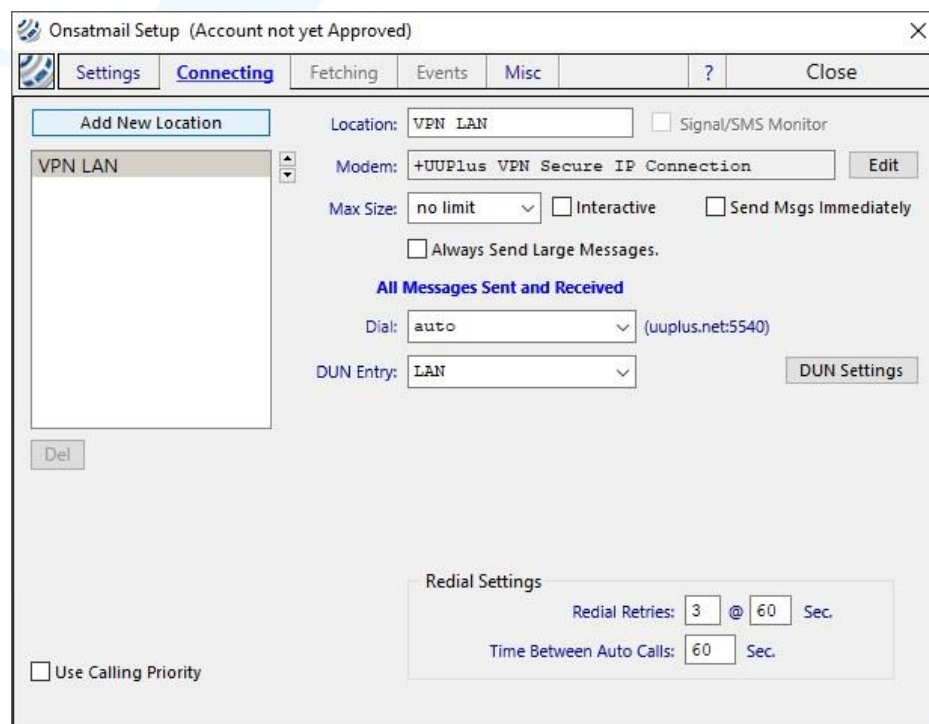 Onsatmail Setup (Account not yet Approved)
Settings Connecting Fetching Events Misc ? Close
Add New Location
Location: VPN LAN Signal/SMS Monitor
VPN LAN
Modem: +UUPlus VPN Secure IP Connection Edit
Max Size: no limit Interactive Send Msgs Immediately
Always Send Large Messages.
All Messages Sent and Received
Dial: auto (uuplus.net:5540)
DUN Entry: LAN DUN Settings
Del
Redial Settings
Redial Retries: 3 @ 60 Sec.
Time Between Auto Calls: 60 Sec.
Use Calling Priority